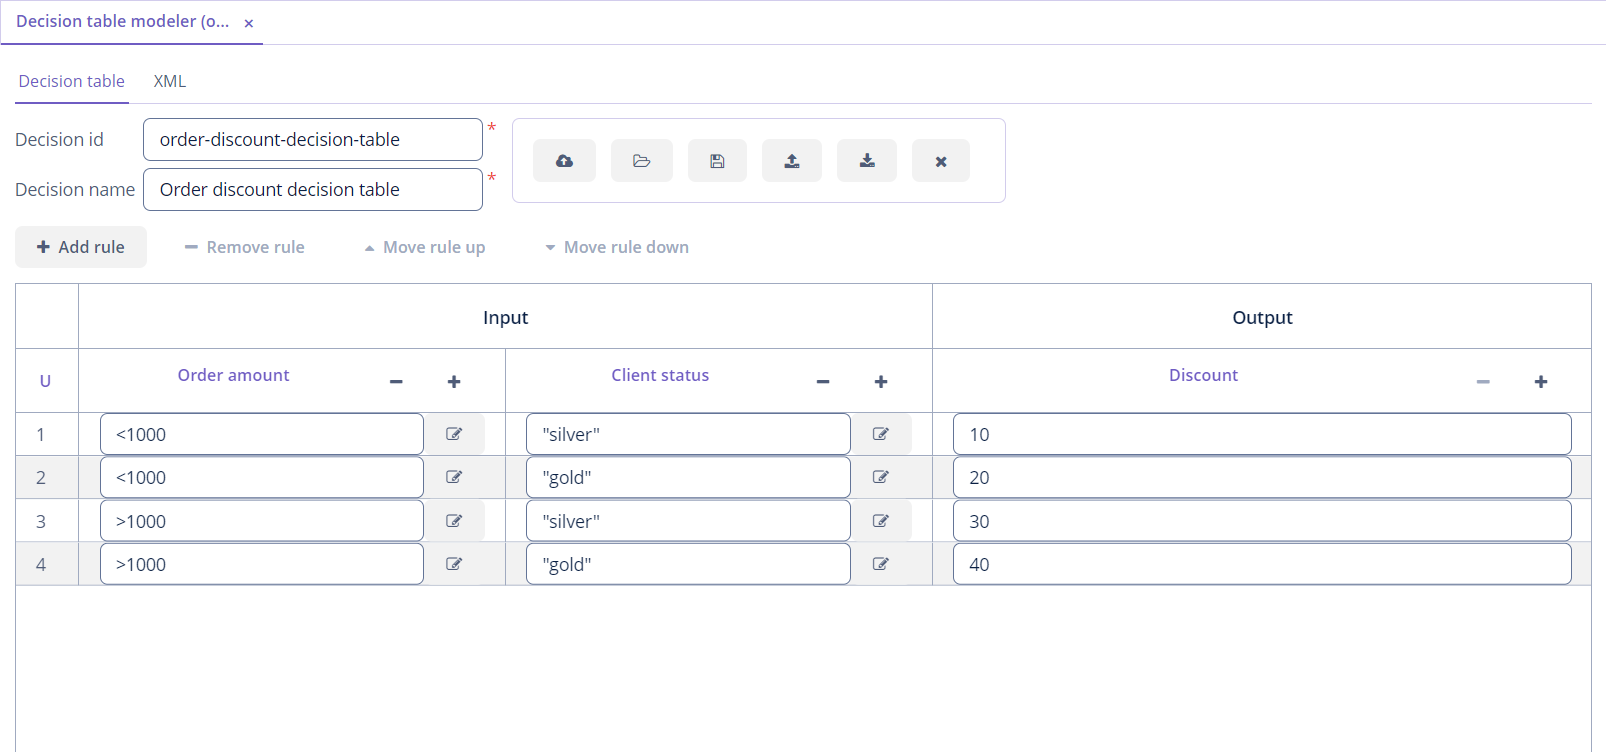 Decision table modeler (o... ×
Decision table XML
Decision id order-discount-decision-table *
Decision name Order discount decision table *
Add rule Remove rule Move rule up Move rule down
Input Output
U Order amount Client status Discount
1 <1000 "silver" 10
2 <1000 "gold" 20
3 >1000 "silver" 30
4 >1000 "gold" 40